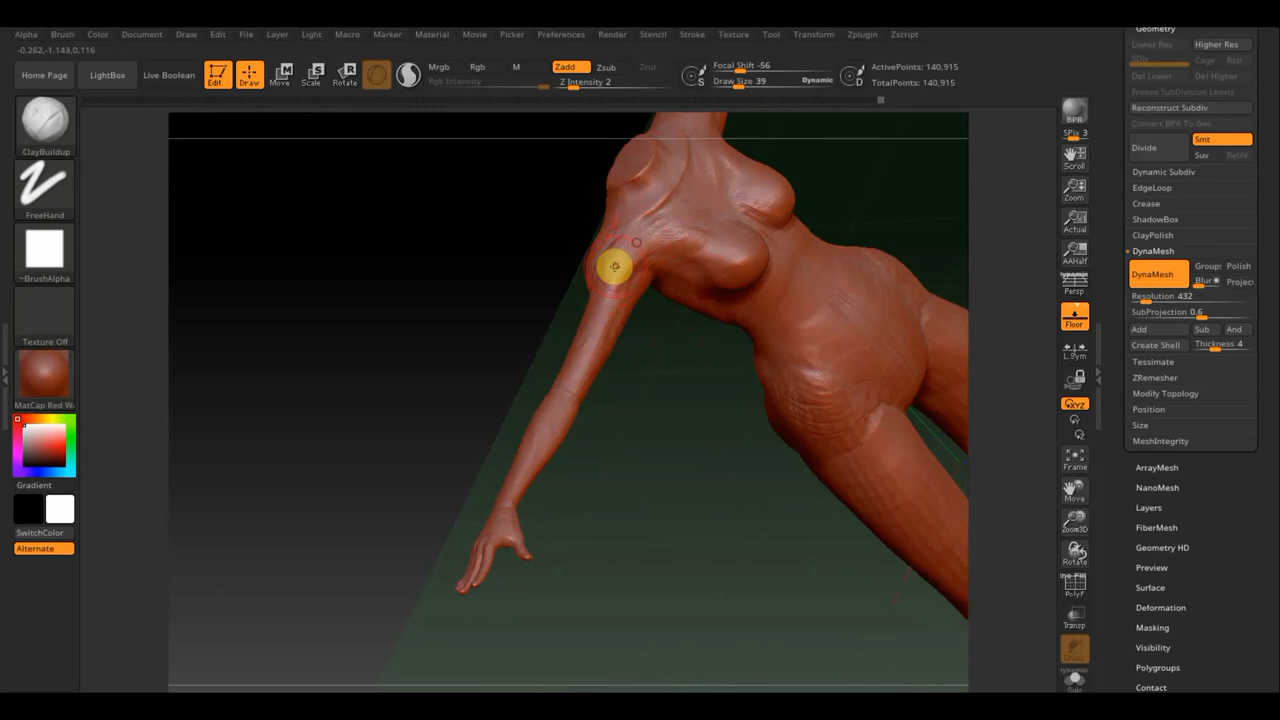 Alpha Brush Color Document Draw Edit File Layer Light Macro Marker Material Movie Picker Preferences Render Stencil Stroke Texture Tool Transform Zplugin Zscript
-0.262,-1.143,0.116
Home Page LightBox Live Boolean Edit Draw Move Scale Rotate
Mrgb Rgb M Zadd Zsub Zcut
Rgb Intensity Z Intensity 2
Focal Shift -56
Draw Size 39 Dynamic
ActivePoints: 140,915
TotalPoints: 140,915
ClayBuildup
FreeHand
~BrushAlpha
Texture Off
MatCap Red Wa
Gradient
SwitchColor
Alternate
BPR
SPix 3
Scroll
Zoom
Actual
AAHalf
Persp
Floor
L.Sym
XYZ
Y
Z
Frame
Move
Zoom3D
Rotate
PolyF
Transp
Solo
Geometry
Lower Res Higher Res
Cage Rstr
Del Lower Del Higher
Freeze SubDivision Levels
Reconstruct Subdiv
Convert BPR To Geo
Divide Smt
Suv ReUV
Dynamic Subdiv
EdgeLoop
Crease
ShadowBox
ClayPolish
DynaMesh
DynaMesh Groups Polish
Blur Project
Resolution 432
SubProjection 0.6
Add Sub And
Create Shell Thickness 4
Tessimate
ZRemesher
Modify Topology
Position
Size
MeshIntegrity
ArrayMesh
NanoMesh
Layers
FiberMesh
Geometry HD
Preview
Surface
Deformation
Masking
Visibility
Polygroups
Contact